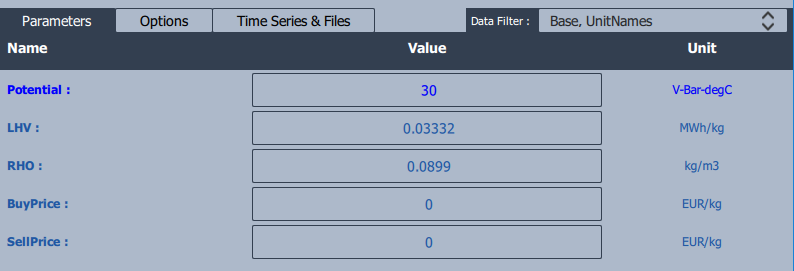 Parameters Options Time Series & Files Data Filter : Base, UnitNames
Name Value Unit
Potential : 30 V-Bar-degC
LHV : 0.03332 MWh/kg
RHO : 0.0899 kg/m3
BuyPrice : 0 EUR/kg
SellPrice : 0 EUR/kg